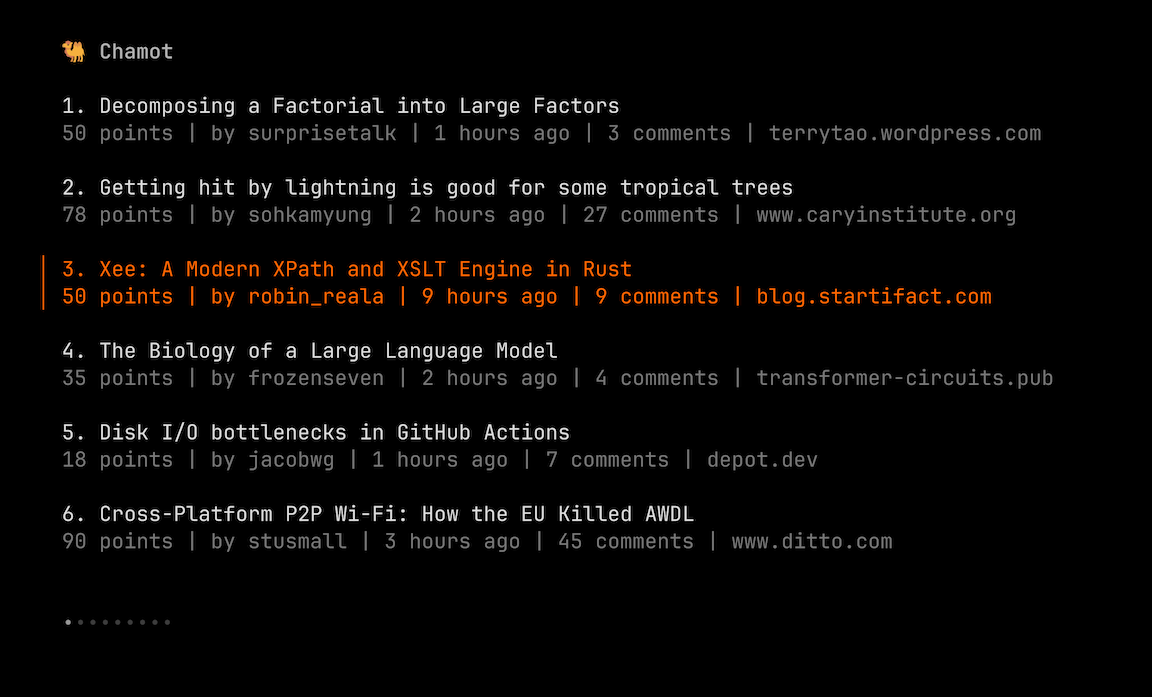 🐫 Chamot
1. Decomposing a Factorial into Large Factors
50 points | by surprisetalk | 1 hours ago | 3 comments | terrytao.wordpress.com
2. Getting hit by lightning is good for some tropical trees
78 points | by sohkamyung | 2 hours ago | 27 comments | www.caryinstitute.org
3. Xee: A Modern XPath and XSLT Engine in Rust
50 points | by robin_reala | 9 hours ago | 9 comments | blog.startifact.com
4. The Biology of a Large Language Model
35 points | by frozenseven | 2 hours ago | 4 comments | transformer-circuits.pub
5. Disk I/O bottlenecks in GitHub Actions
18 points | by jacobwg | 1 hours ago | 7 comments | depot.dev
6. Cross-Platform P2P Wi-Fi: How the EU Killed AWDL
90 points | by stusmall | 3 hours ago | 45 comments | www.ditto.com